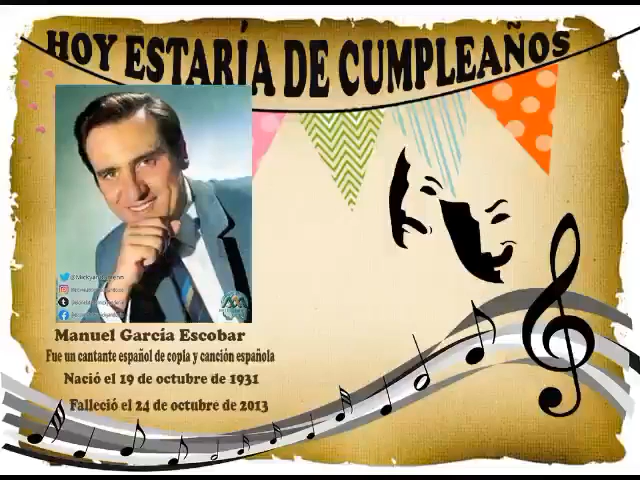 HOY ESTARÍA DE CUMPLEAÑOS
Manuel García Escobar
Fue un cantante español de copla y canción española
Nació el 19 de octubre de 1931
Falleció el 24 de octubre de 2013